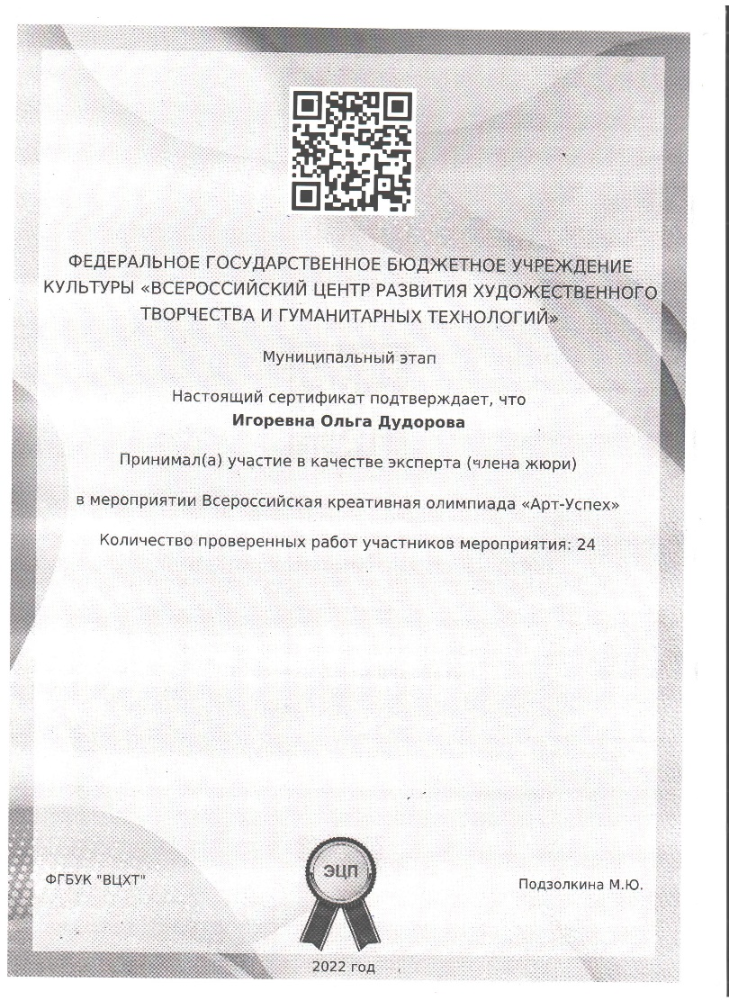 ФЕДЕРАЛЬНОЕ ГОСУДАРСТВЕННОЕ БЮДЖЕТНОЕ УЧРЕЖДЕНИЕ
КУЛЬТУРЫ «ВСЕРОССИЙСКИЙ ЦЕНТР РАЗВИТИЯ ХУДОЖЕСТВЕННОГО
ТВОРЧЕСТВА И ГУМАНИТАРНЫХ ТЕХНОЛОГИЙ»
Муниципальный этап
Настоящий сертификат подтверждает, что
Игоревна Ольга Дудорова
Принимал(а) участие в качестве эксперта (члена жюри)
в мероприятии Всероссийская креативная олимпиада «Арт-Успех»
Количество проверенных работ участников мероприятия: 24
ЭЦП
ФГБУК "ВЦХТ"
Подзолкина М.Ю.
2022 год